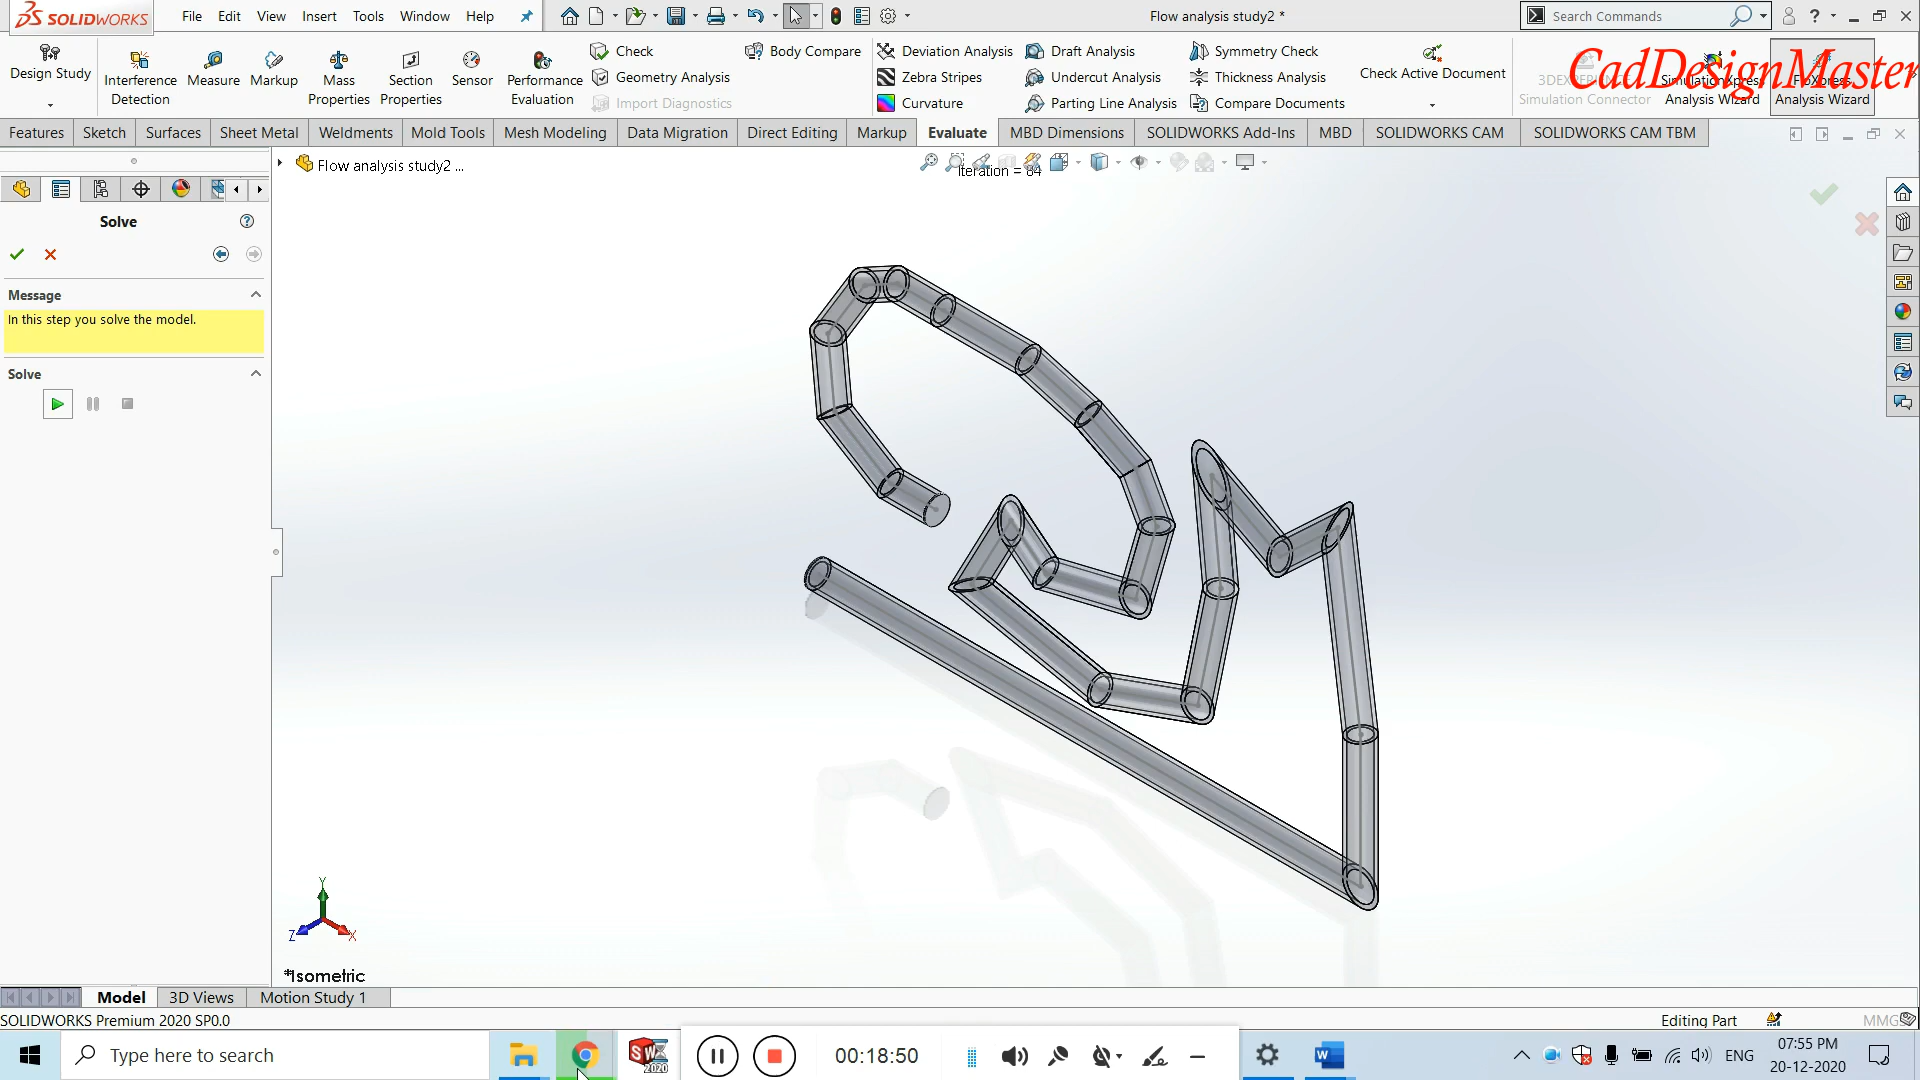 SOLIDWORKS
File Edit View Insert Tools Window Help
Flow analysis study2 *
Search Commands
Design Study
Interference Detection
Measure
Markup
Mass Properties
Section Properties
Sensor
Performance Evaluation
Check
Geometry Analysis
Import Diagnostics
Body Compare
Deviation Analysis
Zebra Stripes
Curvature
Draft Analysis
Undercut Analysis
Parting Line Analysis
Symmetry Check
Thickness Analysis
Compare Documents
Check Active Document
Simulation Connector
Analysis Wizard
Analysis Wizard
CadDesignMaster
Features Sketch Surfaces Sheet Metal Weldments Mold Tools Mesh Modeling Data Migration Direct Editing Markup Evaluate MBD Dimensions SOLIDWORKS Add-Ins MBD SOLIDWORKS CAM SOLIDWORKS CAM TBM
Flow analysis study2 ...
Iteration = 64
Solve
Message
In this step you solve the model.
Solve
Y
Z
X
*Isometric
Model 3D Views Motion Study 1
SOLIDWORKS Premium 2020 SP0.0
Editing Part
MMGS
Type here to search
SW
2020
00:18:50
ENG
07:55 PM
20-12-2020